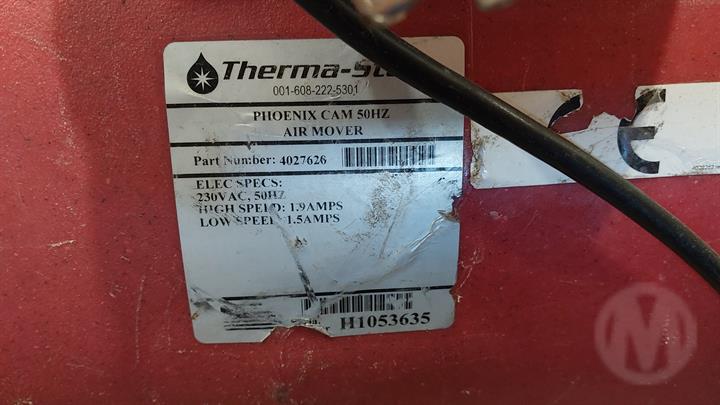 Therma-St
001-608-222-5301
PHOENIX CAM 50HZ
AIR MOVER
Part Number: 4027626
ELEC SPECS:
230VAC, 50HZ
HIGH SPEED: 1.9AMPS
LOW SPEED: 1.5AMPS
H1053635
CE
M